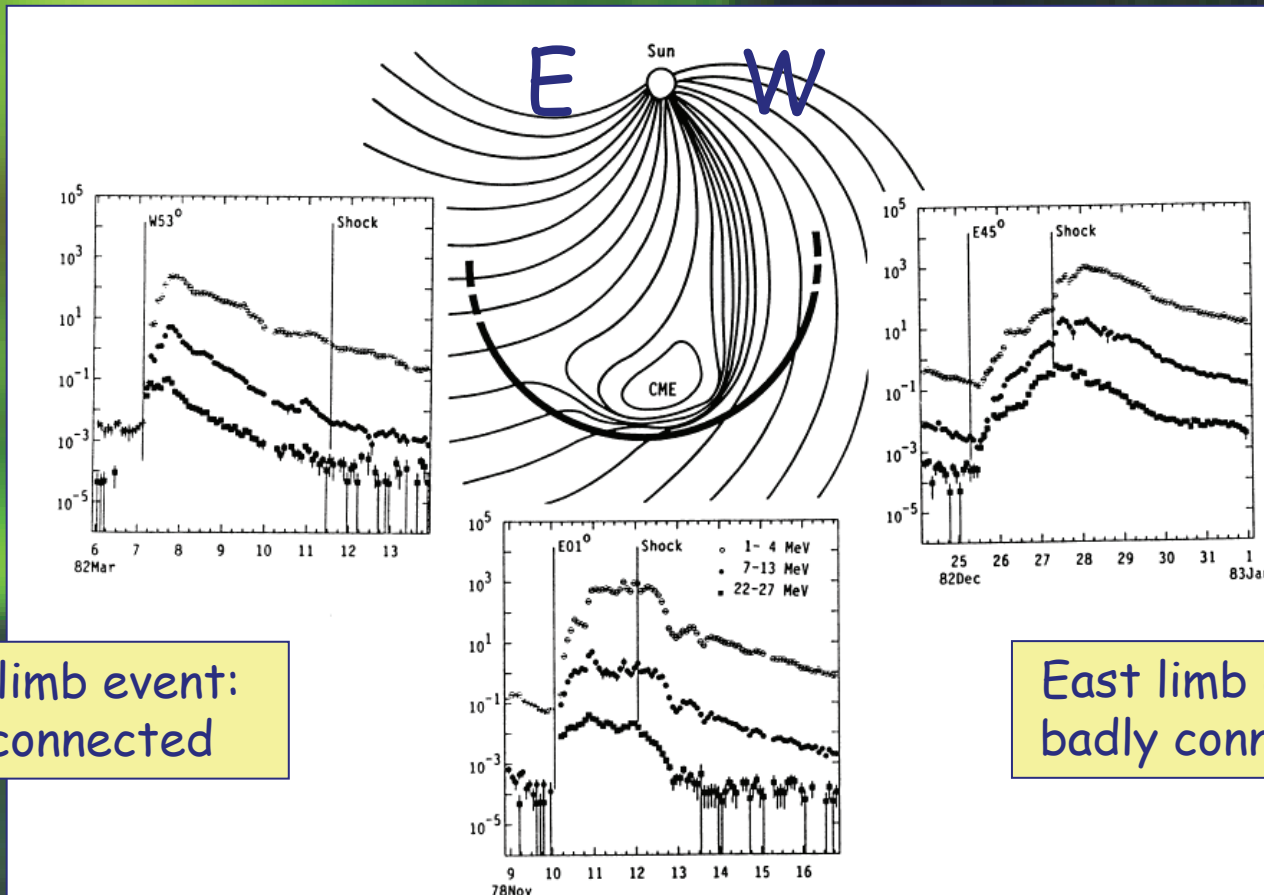 Sun
E W
10^5
10^3
10^1
10^-1
10^-3
10^-5
W53°
Shock
6 7 8 9 10 11 12 13
82Mar
CME
10^5
10^3
10^1
10^-1
10^-3
10^-5
E45°
Shock
25 26 27 28 29 30 31 1
82Dec 83Jan
10^5
10^3
10^1
10^-1
10^-3
10^-5
E01°
Shock
1- 4 MeV
7-13 MeV
22-27 MeV
9 10 11 12 13 14 15 16
78Nov
limb event:
connected
East limb
badly conn